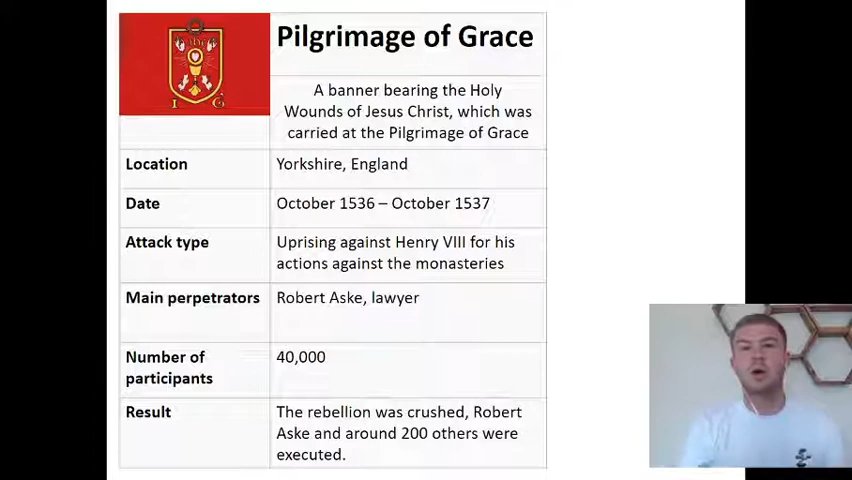 Pilgrimage of Grace
A banner bearing the Holy
Wounds of Jesus Christ, which was
carried at the Pilgrimage of Grace
Location
Yorkshire, England
Date
October 1536 – October 1537
Attack type
Uprising against Henry VIII for his
actions against the monasteries
Main perpetrators
Robert Aske, lawyer
Number of
participants
40,000
Result
The rebellion was crushed, Robert
Aske and around 200 others were
executed.